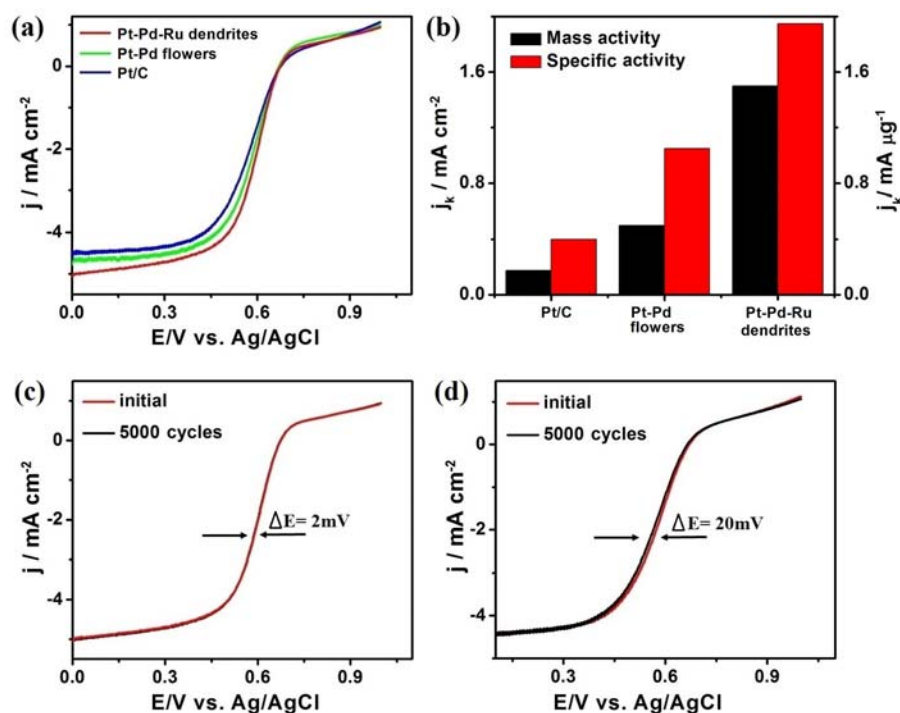 (a)
Pt-Pd-Ru dendrites
Pt-Pd flowers
Pt/C
0
-2
-4
j / mA cm-2
0.0 0.3 0.6 0.9
E/V vs. Ag/AgCl
(b)
Mass activity
Specific activity
1.6
0.8
0.0
jk / mA cm-2
1.6
0.8
0.0
jk/ mA µg-1
Pt/C
Pt-Pd
flowers
Pt-Pd-Ru
dendrites
(c)
initial
5000 cycles
ΔE= 2mV
0
-2
-4
j / mA cm-2
0.0 0.3 0.6 0.9
E/V vs. Ag/AgCl
(d)
initial
5000 cycles
ΔE= 20mV
0
-2
-4
j / mA cm-2
0.3 0.6 0.9
E/V vs. Ag/AgCl